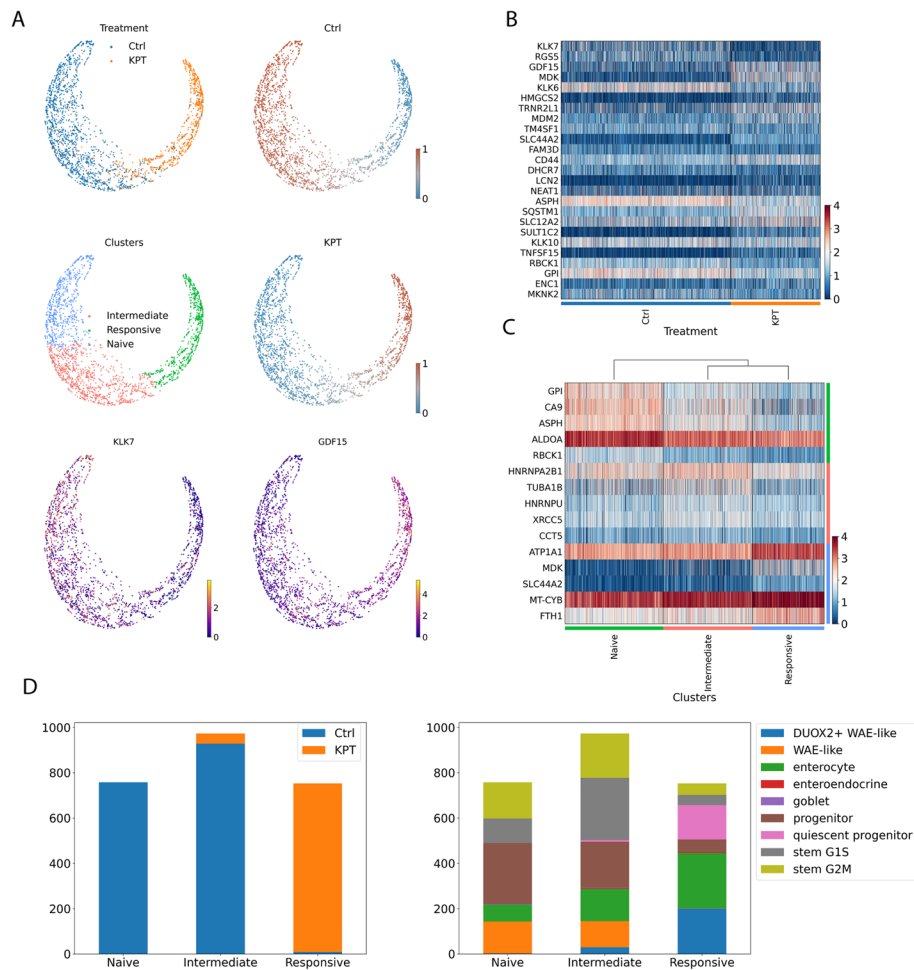 A
Treatment
Ctrl
KPT
Ctrl
1
0
Clusters
Intermediate
Responsive
Naive
KPT
1
0
KLK7
2
0
GDF15
4
2
0
B
KLK7
RGS5
GDF15
MDK
KLK6
HMGCS2
TRNR2L1
MDM2
TM4SF1
SLC44A2
FAM3D
CD44
DHCR7
LCN2
NEAT1
ASPH
SQSTM1
SLC12A2
SULT1C2
KLK10
TNFSF15
RBCK1
GPI
ENC1
MKNK2
4
3
2
1
0
Ctrl
KPT
Treatment
C
GPI
CA9
ASPH
ALDOA
RBCK1
HNRNPA2B1
TUBA1B
HNRNPU
XRCC5
CCT5
ATP1A1
MDK
SLC44A2
MT-CYB
FTH1
4
3
2
1
0
Naive
Intermediate
Responsive
Clusters
D
1000
800
600
400
200
0
Ctrl
KPT
Naive
Intermediate
Responsive
1000
800
600
400
200
0
Naive
Intermediate
Responsive
DUOX2+ WAE-like
WAE-like
enterocyte
enteroendocrine
goblet
progenitor
quiescent progenitor
stem G1S
stem G2M